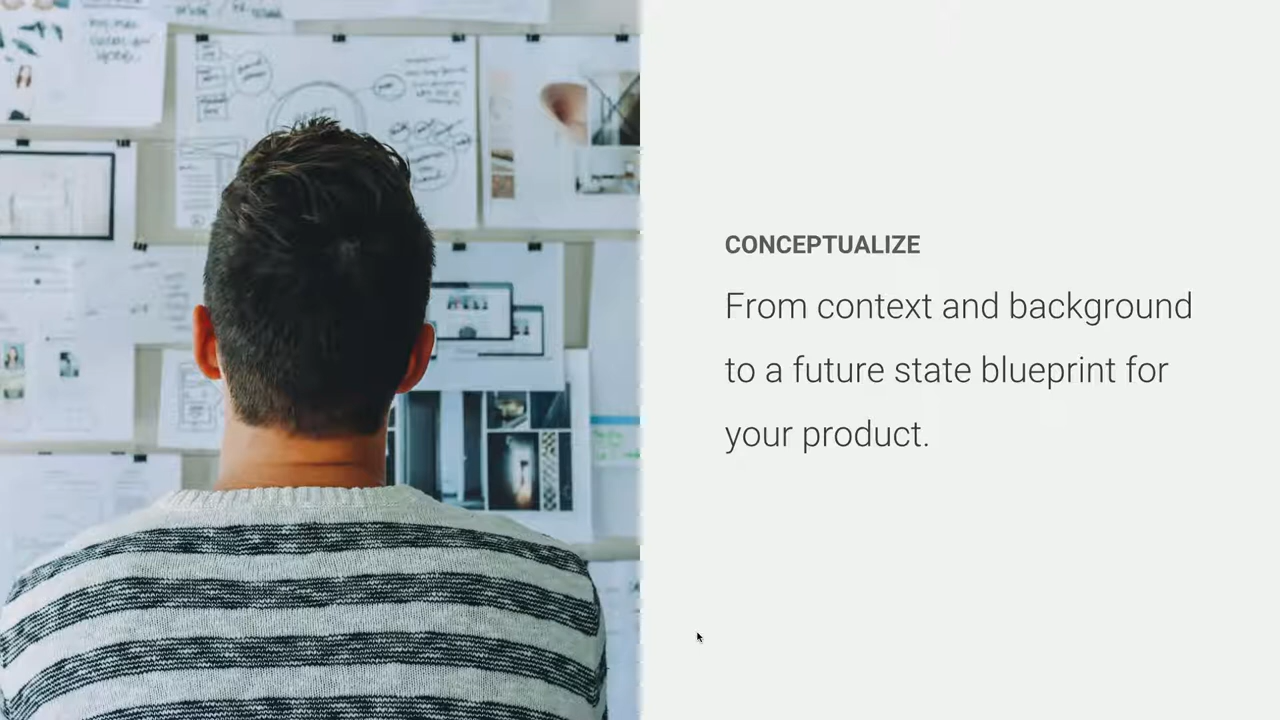 CONCEPTUALIZE
From context and background
to a future state blueprint for
your product.